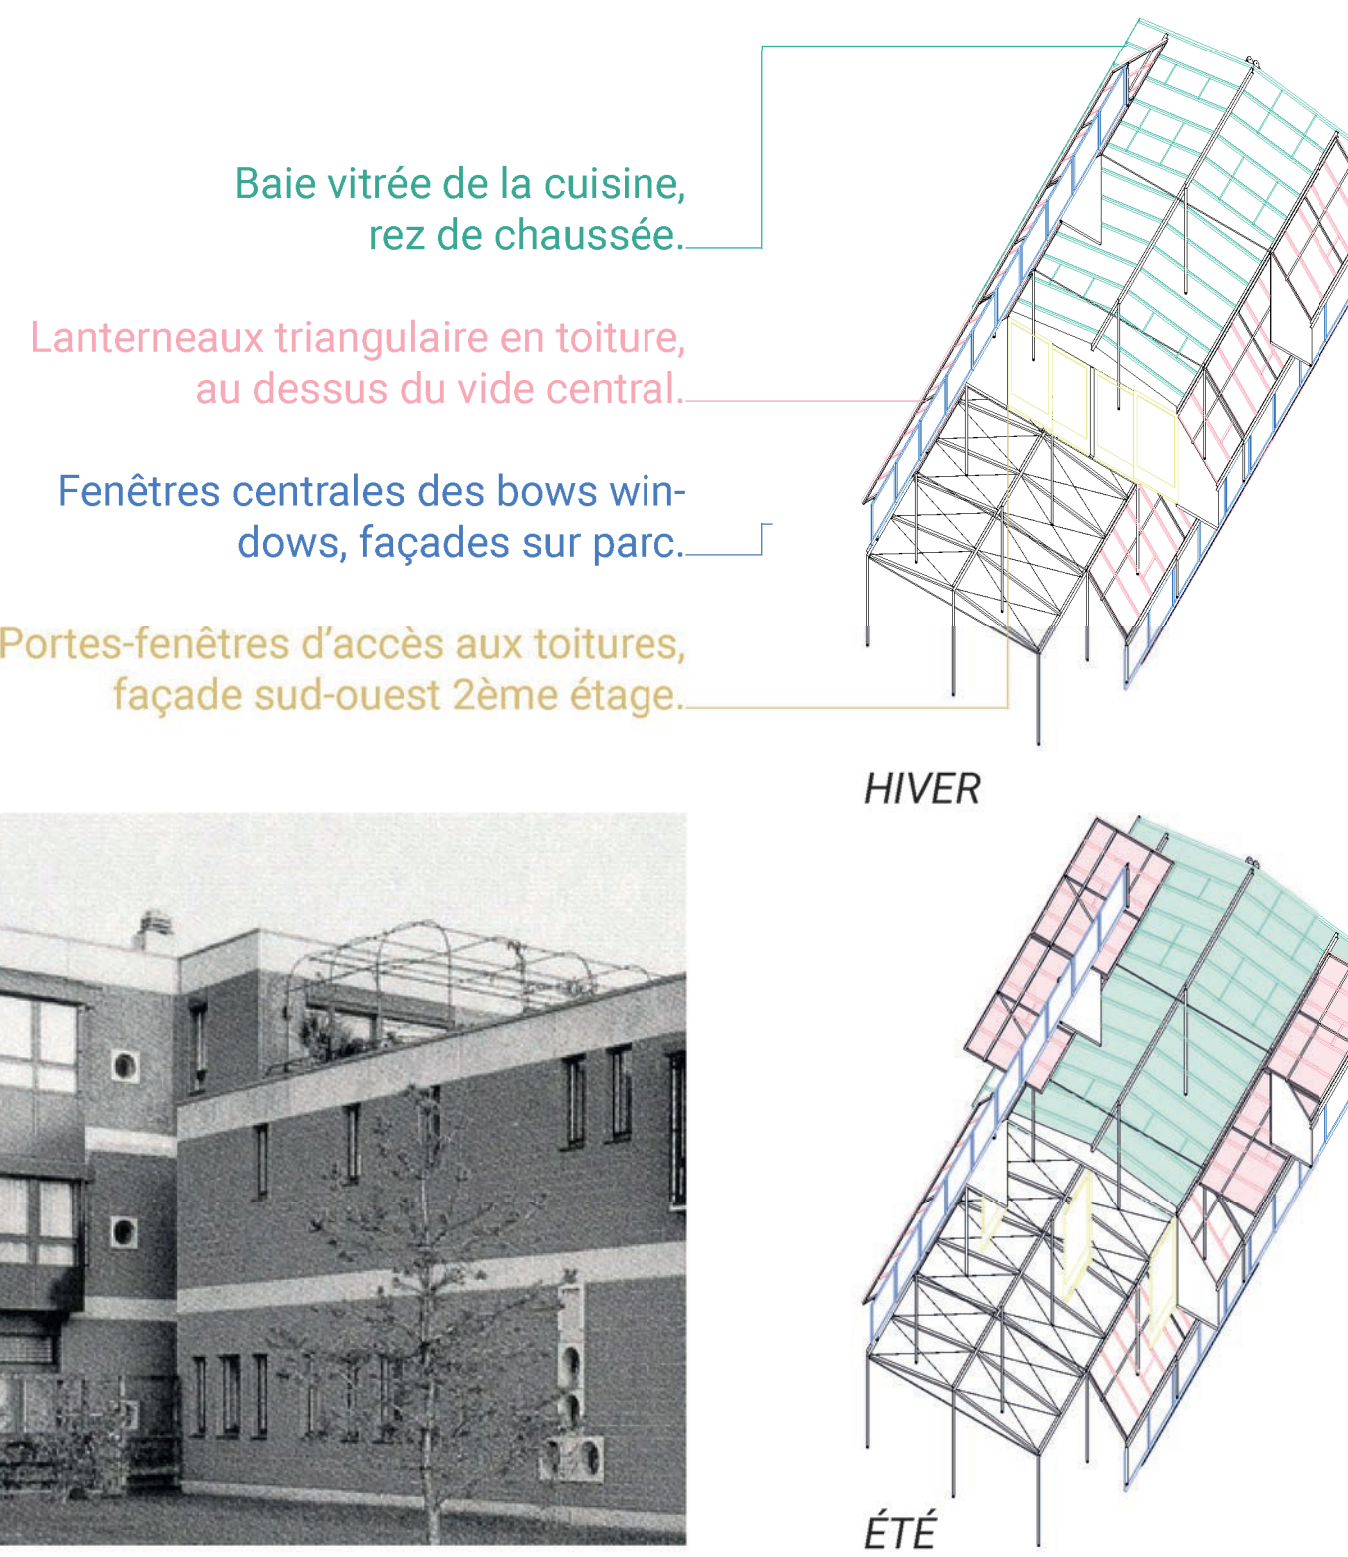 Baie vitrée de la cuisine,
rez de chaussée.
Lanterneaux triangulaire en toiture,
au dessus du vide central.
Fenêtres centrales des bows win-
dows, façades sur parc.
Portes-fenêtres d'accès aux toitures,
façade sud-ouest 2ème étage.
HIVER
ÉTÉ